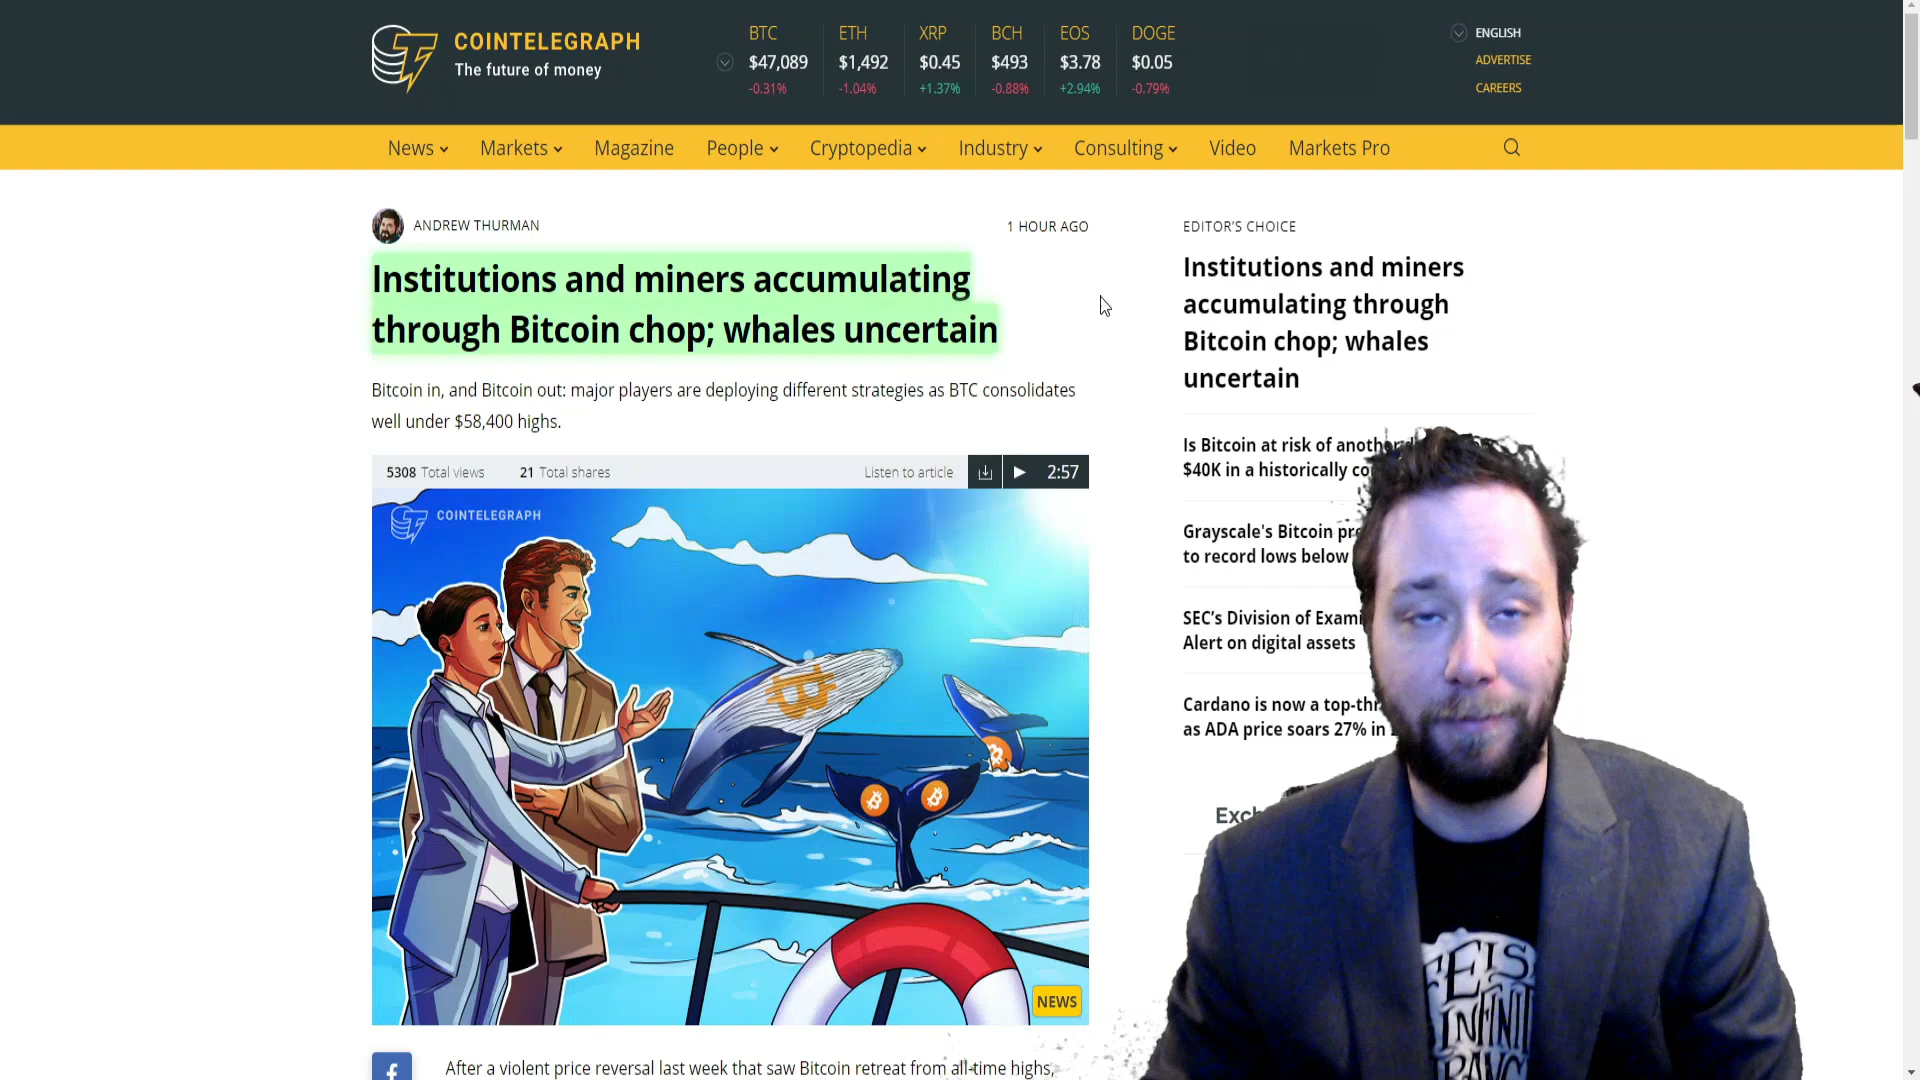 COINTELEGRAPH
The future of money
BTC
$47,089
-0.31%
ETH
$1,492
-1.04%
XRP
$0.45
+1.37%
BCH
$493
-0.88%
EOS
$3.78
+2.94%
DOGE
$0.05
-0.79%
ENGLISH
ADVERTISE
CAREERS
News
Markets
Magazine
People
Cryptopedia
Industry
Consulting
Video
Markets Pro
ANDREW THURMAN
1 HOUR AGO
Institutions and miners accumulating
through Bitcoin chop; whales uncertain
Bitcoin in, and Bitcoin out: major players are deploying different strategies as BTC consolidates
well under $58,400 highs.
5308 Total views
21 Total shares
Listen to article
2:57
COINTELEGRAPH
NEWS
After a violent price reversal last week that saw Bitcoin retreat from all-time highs,
EDITOR'S CHOICE
Institutions and miners
accumulating through
Bitcoin chop; whales
uncertain
Is Bitcoin at risk of another
$40K in a historically
Grayscale's Bitcoin
to record lows below
SEC's Division of
Alert on digital assets
Cardano is now a
as ADA price soars 27% in